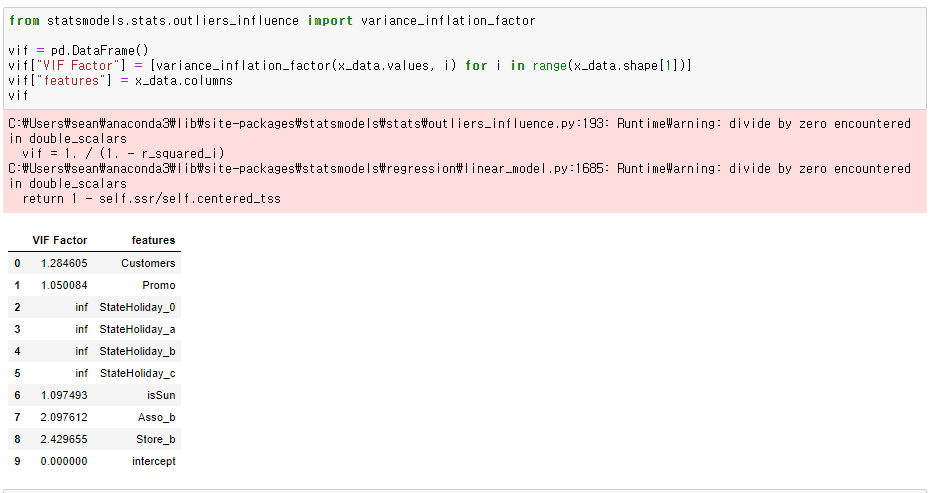 from statsmodels.stats.outliers_influence import variance_inflation_factor
vif = pd.DataFrame()
vif["VIF Factor"] = [variance_inflation_factor(x_data.values, i) for i in range(x_data.shape[1])]
vif["features"] = x_data.columns
vif
C:₩Users₩sean₩anaconda3₩lib₩site-packages₩statsmodels₩stats₩outliers_influence.py:193: RuntimeWarning: divide by zero encountered
in double_scalars
vif = 1. / (1. - r_squared_i)
C:₩Users₩sean₩anaconda3₩lib₩site-packages₩statsmodels₩regression₩linear_model.py:1685: RuntimeWarning: divide by zero encountered
in double_scalars
return 1 - self.ssr/self.centered_tss
VIF Factor features
0 1.284605 Customers
1 1.050084 Promo
2 inf StateHoliday_0
3 inf StateHoliday_a
4 inf StateHoliday_b
5 inf StateHoliday_c
6 1.097493 isSun
7 2.097612 Asso_b
8 2.429655 Store_b
9 0.000000 intercept